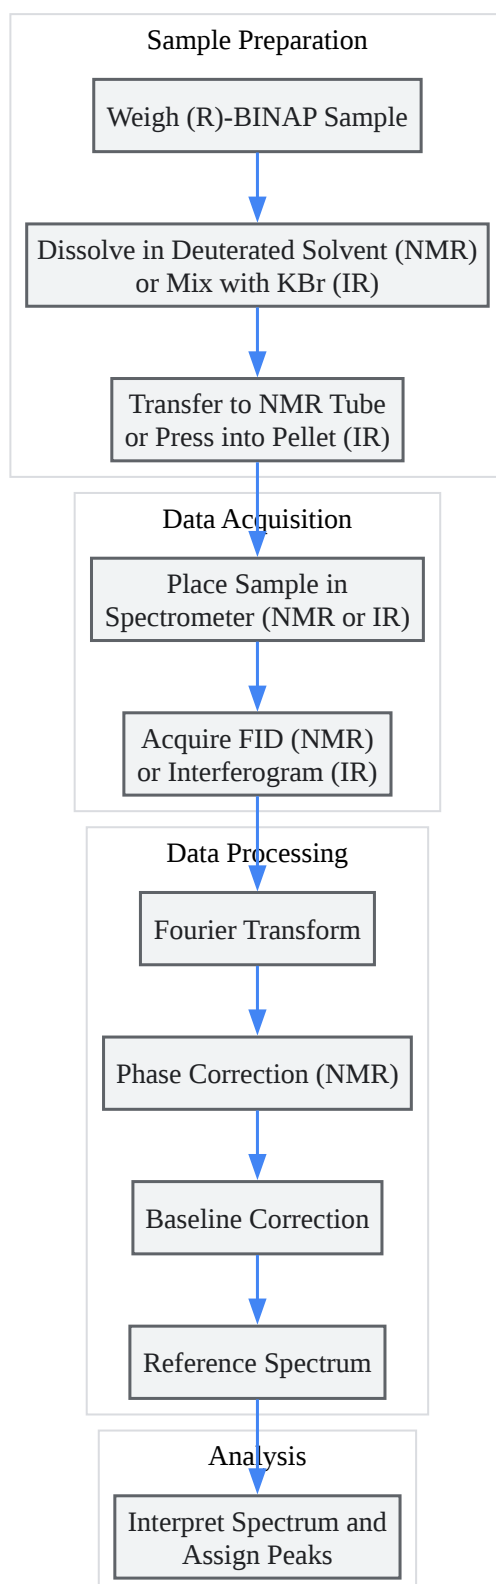 Sample Preparation
Weigh (R)-BINAP Sample
Dissolve in Deuterated Solvent (NMR)
or Mix with KBr (IR)
Transfer to NMR Tube
or Press into Pellet (IR)
Data Acquisition
Place Sample in
Spectrometer (NMR or IR)
Acquire FID (NMR)
or Interferogram (IR)
Data Processing
Fourier Transform
Phase Correction (NMR)
Baseline Correction
Reference Spectrum
Analysis
Interpret Spectrum and
Assign Peaks